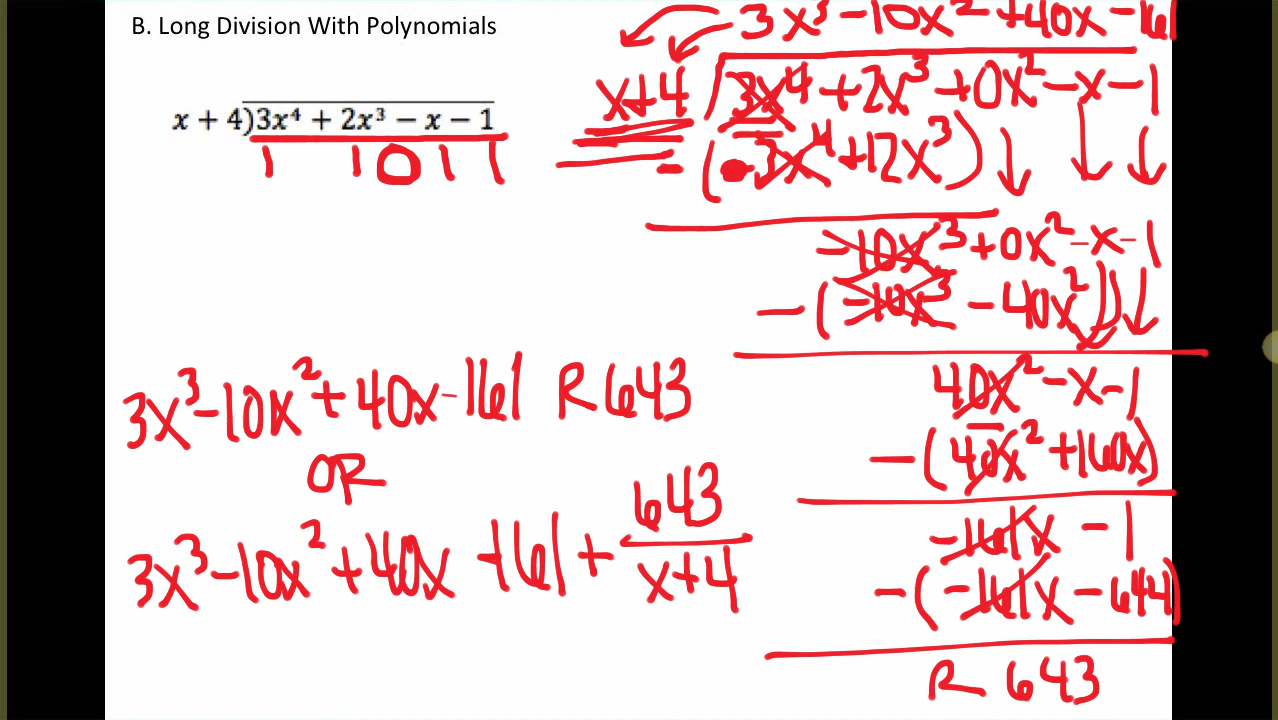 B. Long Division With Polynomials
x + 4)3x⁴ + 2x³ − x − 1
1 1 0 1 1
3x³ −10x² +40x −161
x+4 3x⁴ +2x³ +0x² −x −1
−( 3x⁴ +12x³ )
−10x³ +0x² −x −1
−( −10x³ −40x² )
40x² −x −1
−( 40x² +160x)
−161x −1
−( −161x −644)
R 643
3x³ −10x² +40x −161 R 643
OR
3x³ −10x² +40x −161 + 643
x+4